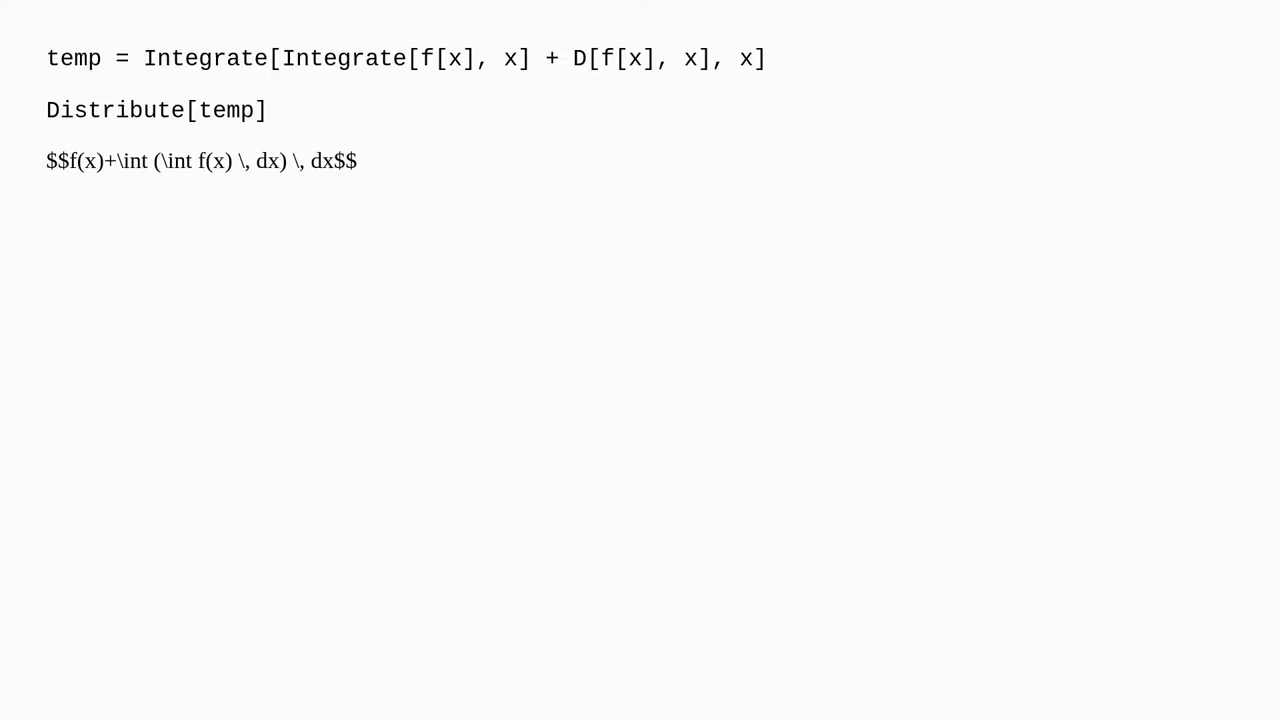 temp = Integrate[Integrate[f[x], x] + D[f[x], x], x]
Distribute[temp]
$$f(x)+\int (\int f(x) \, dx) \, dx$$